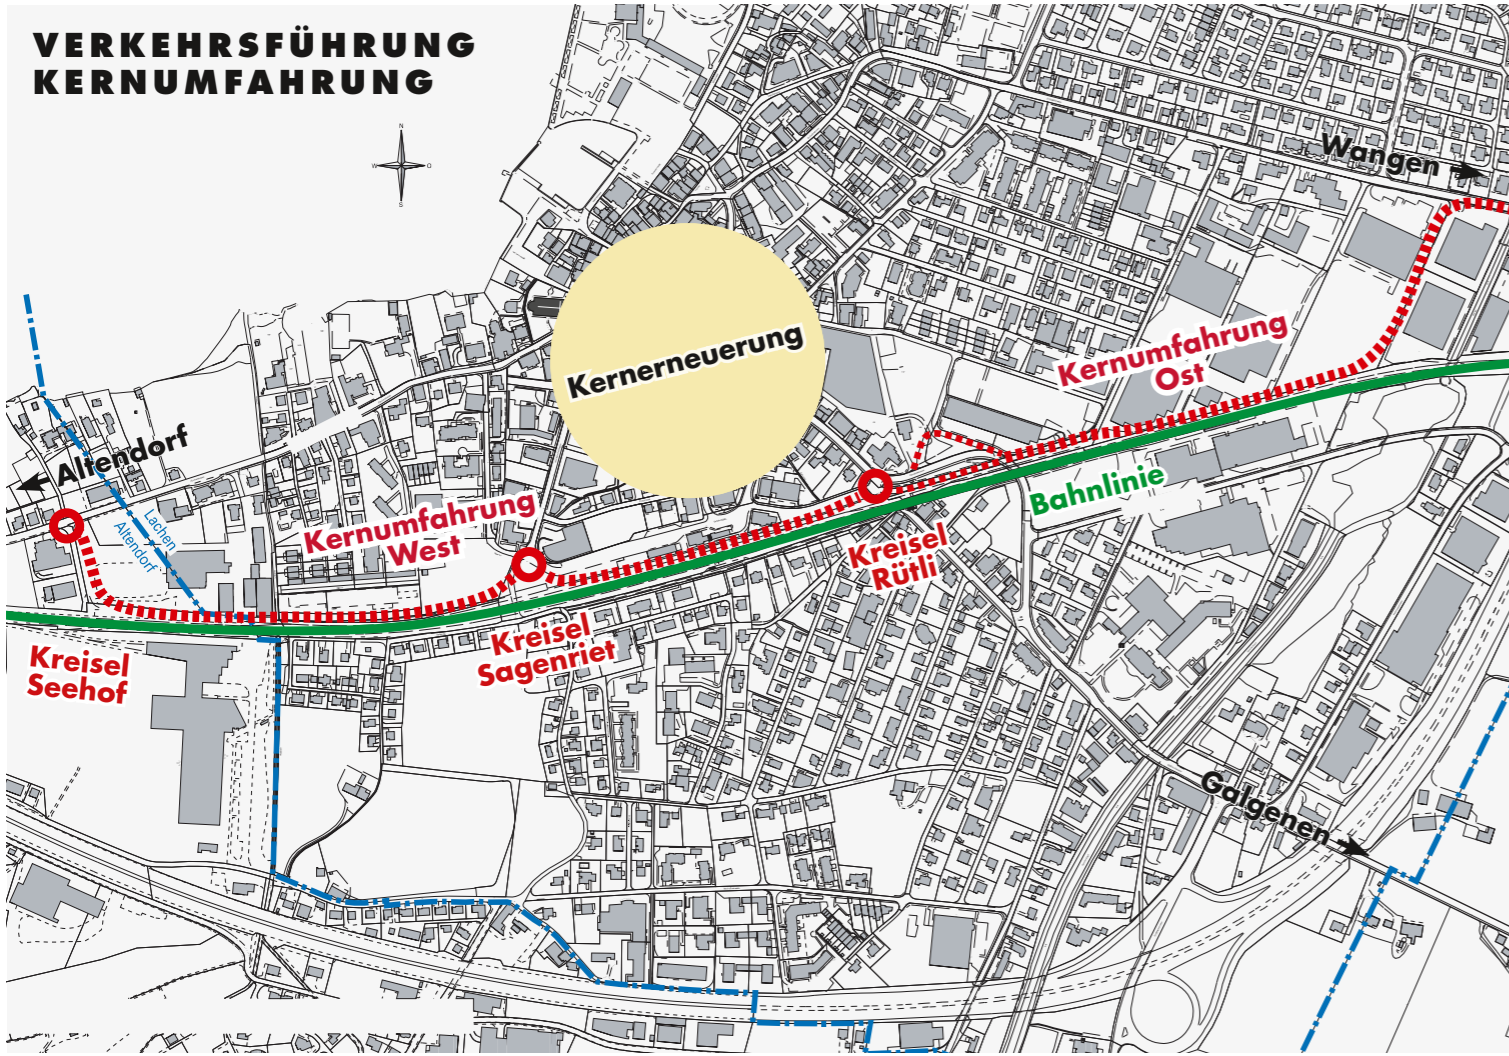 VERKEHRSFÜHRUNG
KERNUMFAHRUNG
N
W
O
S
Wangen
Kernerneuerung
Kernumfahrung
Ost
Altendorf
Lachen
Altendorf
Kernumfahrung
West
Bahnlinie
Kreisel
Rütli
Kreisel
Sagenriet
Kreisel
Seehof
Galgenen